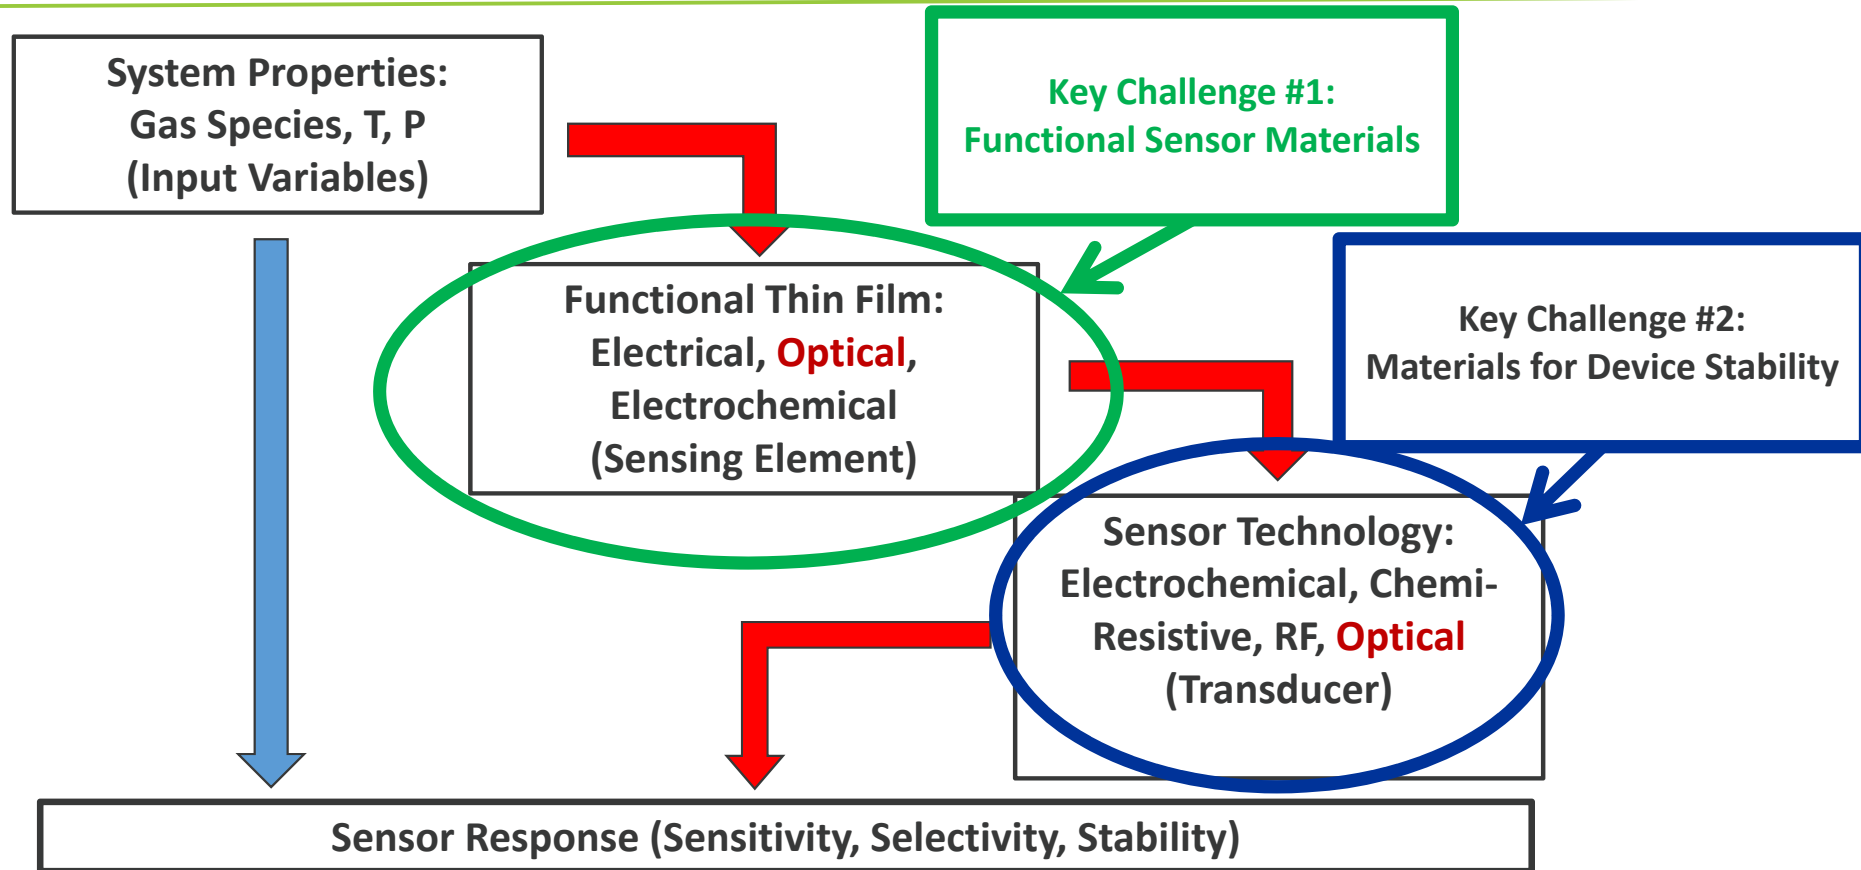 System Properties:
Gas Species, T, P
(Input Variables)
Key Challenge #1:
Functional Sensor Materials
Functional Thin Film:
Electrical, Optical,
Electrochemical
(Sensing Element)
Key Challenge #2:
Materials for Device Stability
Sensor Technology:
Electrochemical, Chemi-
Resistive, RF, Optical
(Transducer)
Sensor Response (Sensitivity, Selectivity, Stability)